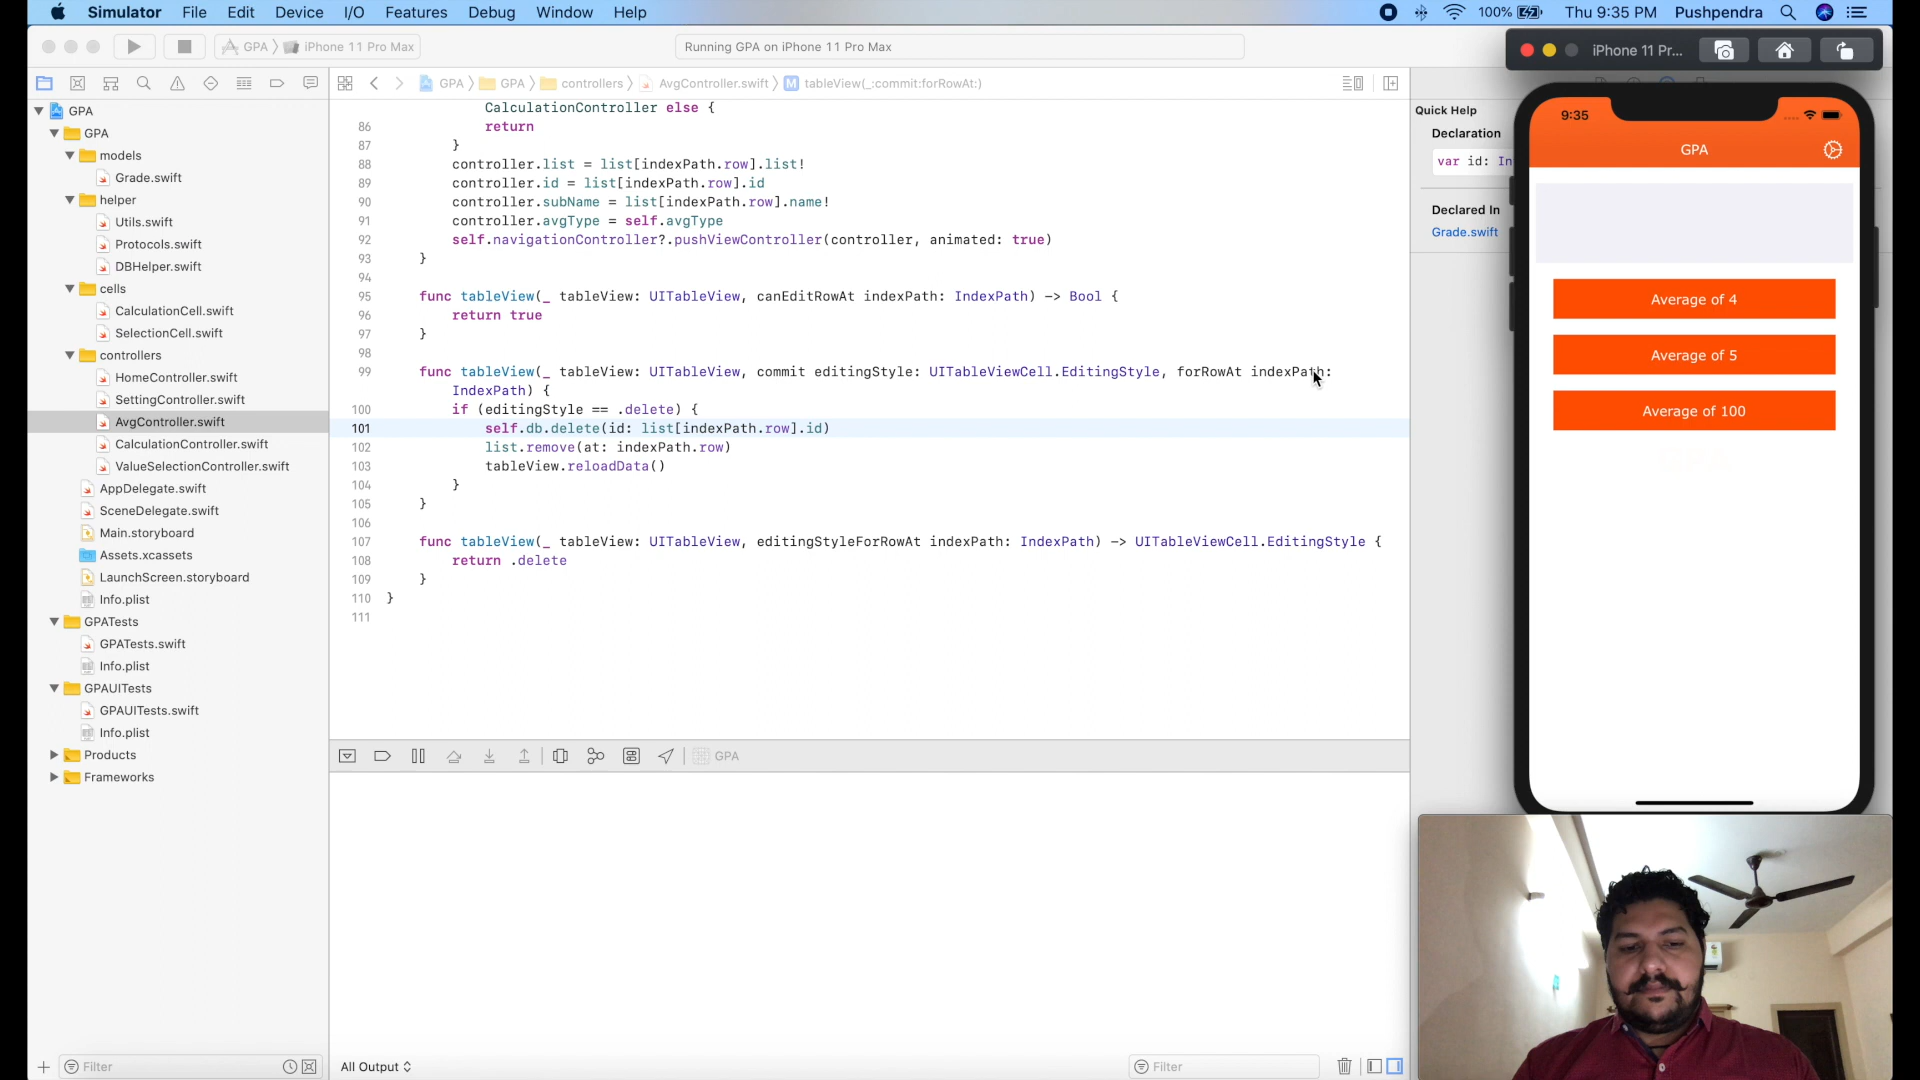 Simulator File Edit Device I/O Features Debug Window Help 100% Thu 9:35 PM Pushpendra
GPA iPhone 11 Pro Max
Running GPA on iPhone 11 Pro Max
iPhone 11 Pr...
GPA GPA controllers AvgController.swift M tableView(_:commit:forRowAt:)
GPA
GPA
models
Grade.swift
helper
Utils.swift
Protocols.swift
DBHelper.swift
cells
CalculationCell.swift
SelectionCell.swift
controllers
HomeController.swift
SettingController.swift
AvgController.swift
CalculationController.swift
ValueSelectionController.swift
AppDelegate.swift
SceneDelegate.swift
Main.storyboard
Assets.xcassets
LaunchScreen.storyboard
Info.plist
GPATests
GPATests.swift
Info.plist
GPAUITests
GPAUITests.swift
Info.plist
Products
Frameworks
Filter
CalculationController else {
86 return
87 }
88 controller.list = list[indexPath.row].list!
89 controller.id = list[indexPath.row].id
90 controller.subName = list[indexPath.row].name!
91 controller.avgType = self.avgType
92 self.navigationController?.pushViewController(controller, animated: true)
93 }
94
95 func tableView(_ tableView: UITableView, canEditRowAt indexPath: IndexPath) -> Bool {
96 return true
97 }
98
99 func tableView(_ tableView: UITableView, commit editingStyle: UITableViewCell.EditingStyle, forRowAt indexPath:
IndexPath) {
100 if (editingStyle == .delete) {
101 self.db.delete(id: list[indexPath.row].id)
102 list.remove(at: indexPath.row)
103 tableView.reloadData()
104 }
105 }
106
107 func tableView(_ tableView: UITableView, editingStyleForRowAt indexPath: IndexPath) -> UITableViewCell.EditingStyle {
108 return .delete
109 }
110 }
111
GPA
All Output
Filter
Quick Help
Declaration
var id: In
Declared In
Grade.swift
9:35
GPA
Average of 4
Average of 5
Average of 100